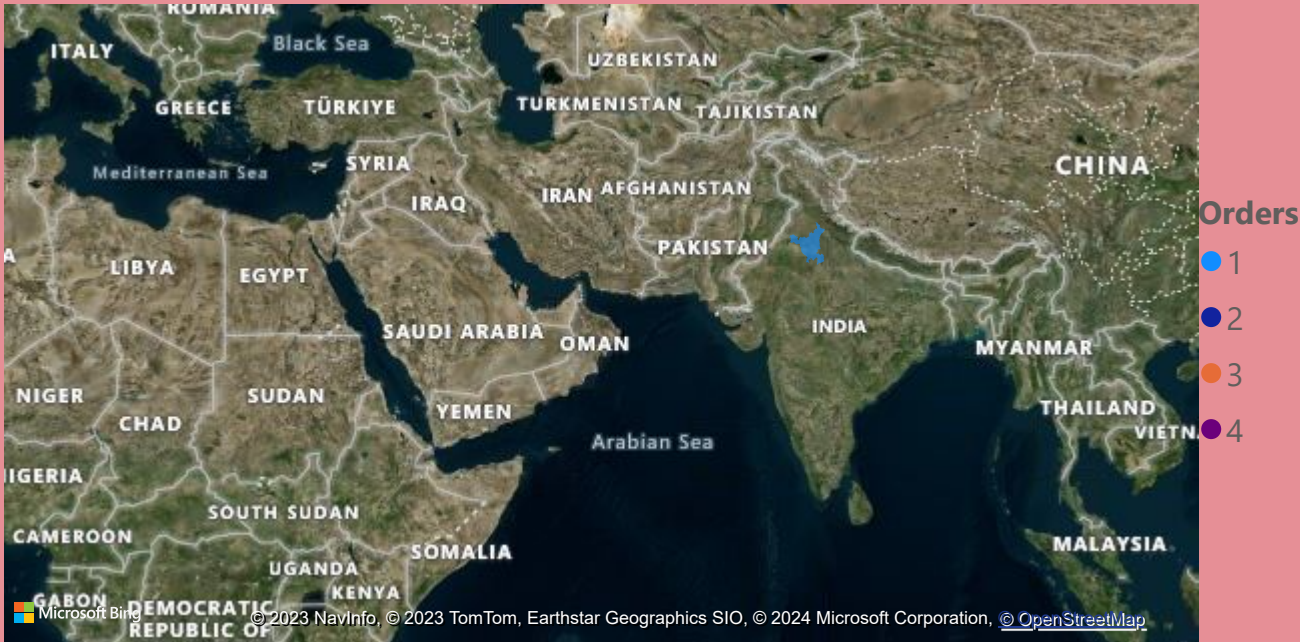 ROMANIA
ITALY
Black Sea
UZBEKISTAN
GREECE
TÜRKIYE
TURKMENISTAN
TAJIKISTAN
Mediterranean Sea
SYRIA
IRAQ
IRAN
AFGHANISTAN
CHINA
PAKISTAN
A
LIBYA
EGYPT
SAUDI ARABIA
OMAN
INDIA
MYANMAR
NIGER
CHAD
SUDAN
YEMEN
THAILAND
VIETN
Arabian Sea
IGERIA
SOUTH SUDAN
CAMEROON
SOMALIA
MALAYSIA
UGANDA
KENYA
GABON
DEMOCRATIC
REPUBLIC OF
Microsoft Bing
© 2023 NavInfo, © 2023 TomTom, Earthstar Geographics SIO, © 2024 Microsoft Corporation, © OpenStreetMap
Orders
1
2
3
4